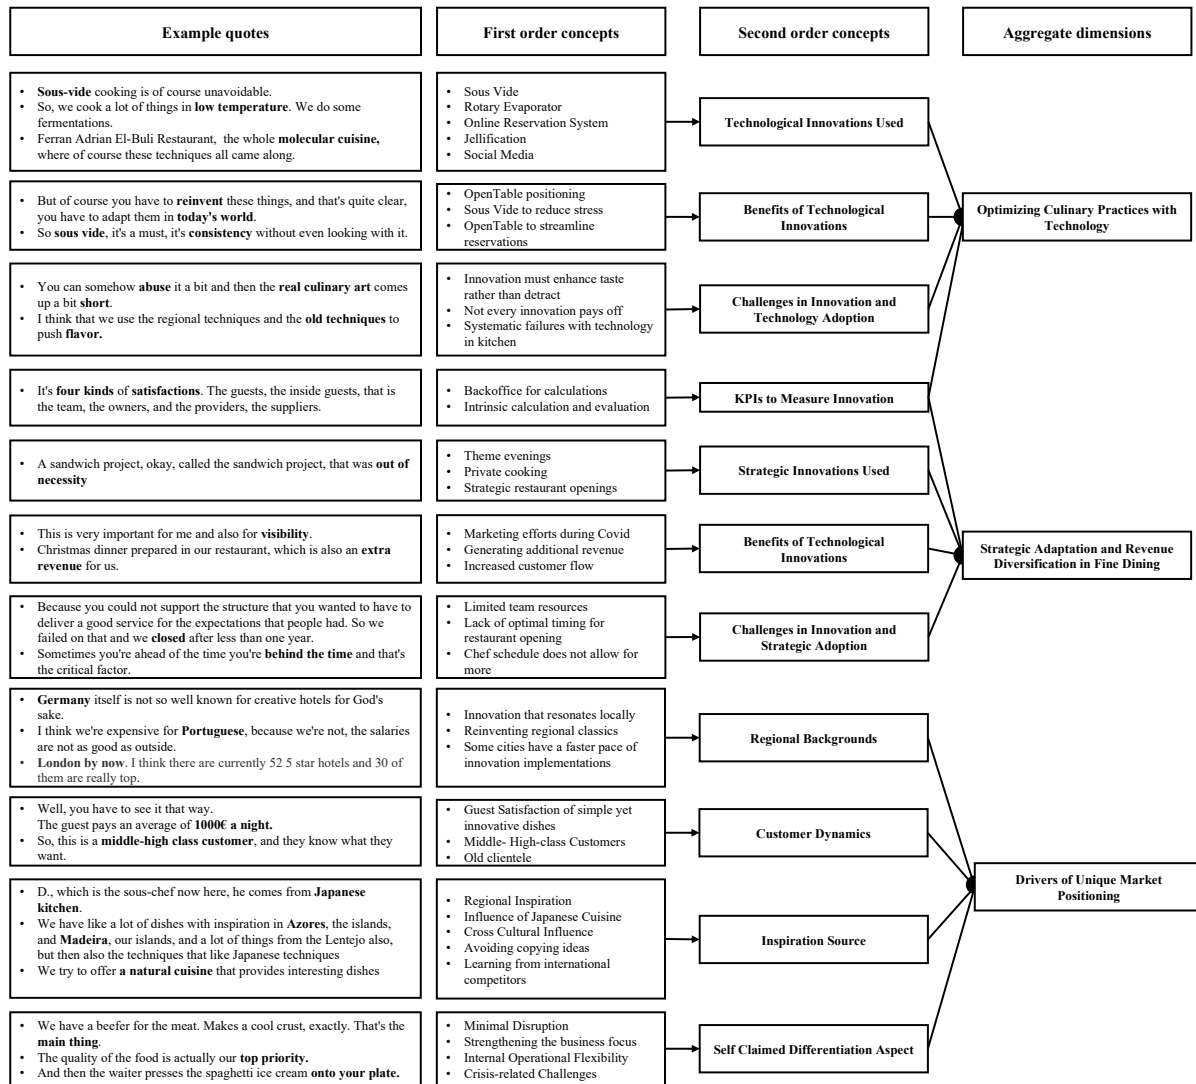 Example quotes
First order concepts
Second order concepts
Aggregate dimensions
• Sous-vide cooking is of course unavoidable.
• So, we cook a lot of things in low temperature. We do some
fermentations.
• Ferran Adrian El-Buli Restaurant, the whole molecular cuisine,
where of course these techniques all came along.
• Sous Vide
• Rotary Evaporator
• Online Reservation System
• Jellification
• Social Media
Technological Innovations Used
• But of course you have to reinvent these things, and that's quite clear,
you have to adapt them in today's world.
• So sous vide, it's a must, it's consistency without even looking with it.
• OpenTable positioning
• Sous Vide to reduce stress
• OpenTable to streamline
reservations
Benefits of Technological
Innovations
Optimizing Culinary Practices with
Technology
• You can somehow abuse it a bit and then the real culinary art comes
up a bit short.
• I think that we use the regional techniques and the old techniques to
push flavor.
• Innovation must enhance taste
rather than detract
• Not every innovation pays off
• Systematic failures with technology
in kitchen
Challenges in Innovation and
Technology Adoption
• It's four kinds of satisfactions. The guests, the inside guests, that is
the team, the owners, and the providers, the suppliers.
• Backoffice for calculations
• Intrinsic calculation and evaluation
KPIs to Measure Innovation
• A sandwich project, okay, called the sandwich project, that was out of
necessity
• Theme evenings
• Private cooking
• Strategic restaurant openings
Strategic Innovations Used
• This is very important for me and also for visibility.
• Christmas dinner prepared in our restaurant, which is also an extra
revenue for us.
• Marketing efforts during Covid
• Generating additional revenue
• Increased customer flow
Benefits of Technological
Innovations
Strategic Adaptation and Revenue
Diversification in Fine Dining
• Because you could not support the structure that you wanted to have to
deliver a good service for the expectations that people had. So we
failed on that and we closed after less than one year.
• Sometimes you're ahead of the time you're behind the time and that's
the critical factor.
• Limited team resources
• Lack of optimal timing for
restaurant opening
• Chef schedule does not allow for
more
Challenges in Innovation and
Strategic Adoption
• Germany itself is not so well known for creative hotels for God's
sake.
• I think we're expensive for Portuguese, because we're not, the salaries
are not as good as outside.
• London by now. I think there are currently 52 5 star hotels and 30 of
them are really top.
• Innovation that resonates locally
• Reinventing regional classics
• Some cities have a faster pace of
innovation implementations
Regional Backgrounds
• Well, you have to see it that way.
The guest pays an average of 1000€ a night.
• So, this is a middle-high class customer, and they know what they
want.
• Guest Satisfaction of simple yet
innovative dishes
• Middle- High-class Customers
• Old clientele
Customer Dynamics
• D., which is the sous-chef now here, he comes from Japanese
kitchen.
• We have like a lot of dishes with inspiration in Azores, the islands,
and Madeira, our islands, and a lot of things from the Lentejo also,
but then also the techniques that like Japanese techniques
• We try to offer a natural cuisine that provides interesting dishes
• Regional Inspiration
• Influence of Japanese Cuisine
• Cross Cultural Influence
• Avoiding copying ideas
• Learning from international
competitors
Inspiration Source
Drivers of Unique Market
Positioning
• We have a beefer for the meat. Makes a cool crust, exactly. That's the
main thing.
• The quality of the food is actually our top priority.
• And then the waiter presses the spaghetti ice cream onto your plate.
• Minimal Disruption
• Strengthening the business focus
• Internal Operational Flexibility
• Crisis-related Challenges
Self Claimed Differentiation Aspect